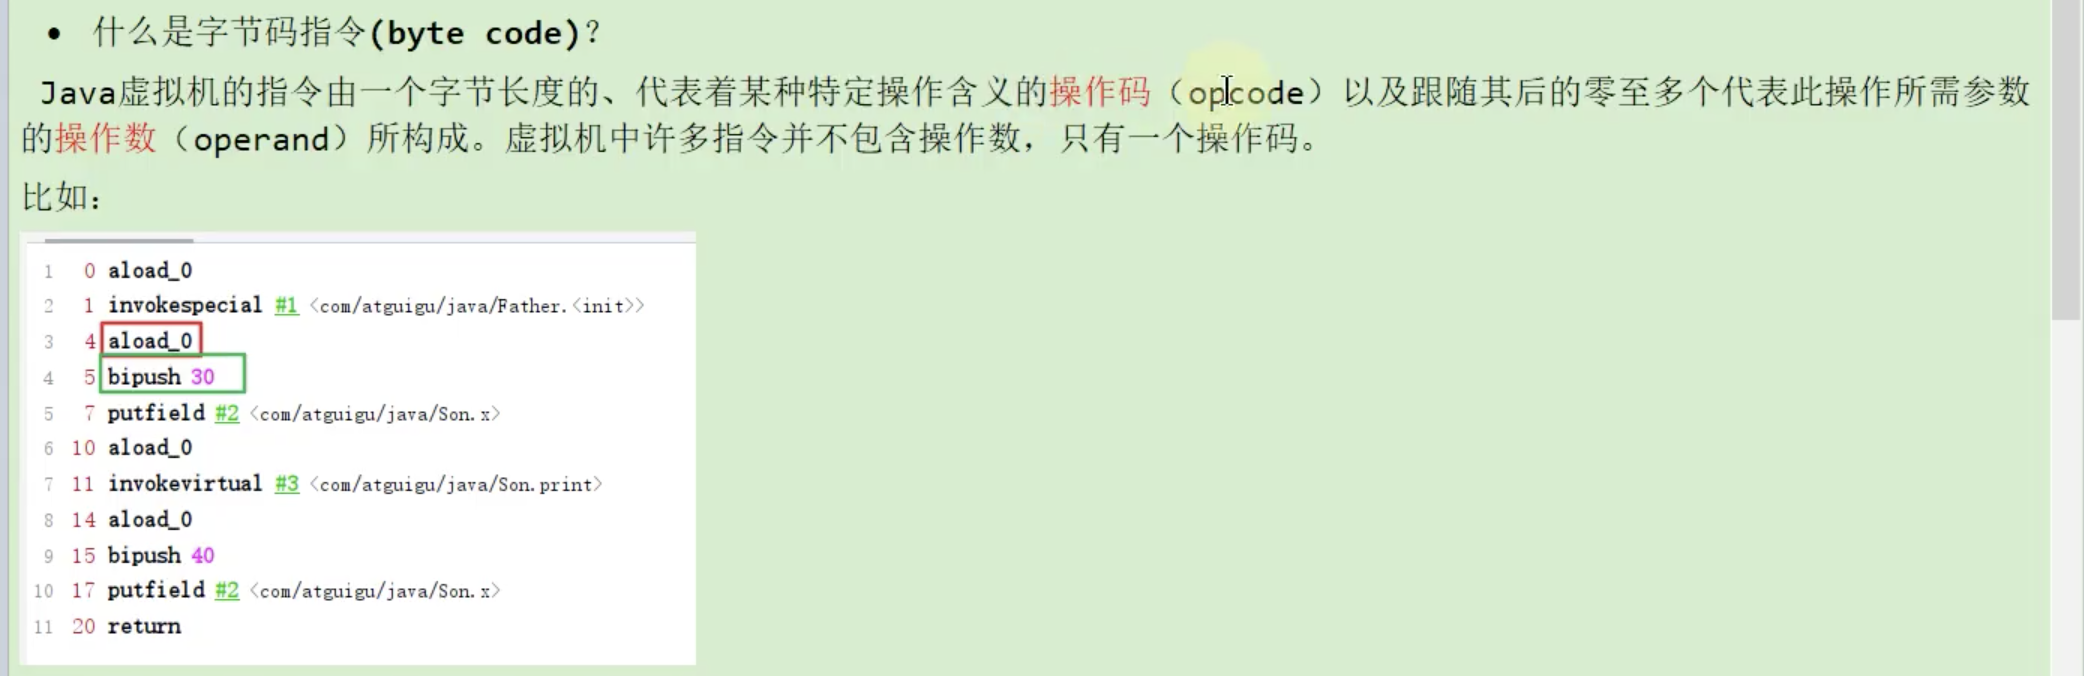 • 什么是字节码指令(byte code)？
Java虚拟机的指令由一个字节长度的、代表着某种特定操作含义的操作码（opcode）以及跟随其后的零至多个代表此操作所需参数
的操作数（operand）所构成。虚拟机中许多指令并不包含操作数，只有一个操作码。
比如：
1 0 aload_0
2 1 invokespecial #1 <com/atguigu/java/Father.<init>>
3 4 aload_0
4 5 bipush 30
5 7 putfield #2 <com/atguigu/java/Son.x>
6 10 aload_0
7 11 invokevirtual #3 <com/atguigu/java/Son.print>
8 14 aload_0
9 15 bipush 40
10 17 putfield #2 <com/atguigu/java/Son.x>
11 20 return